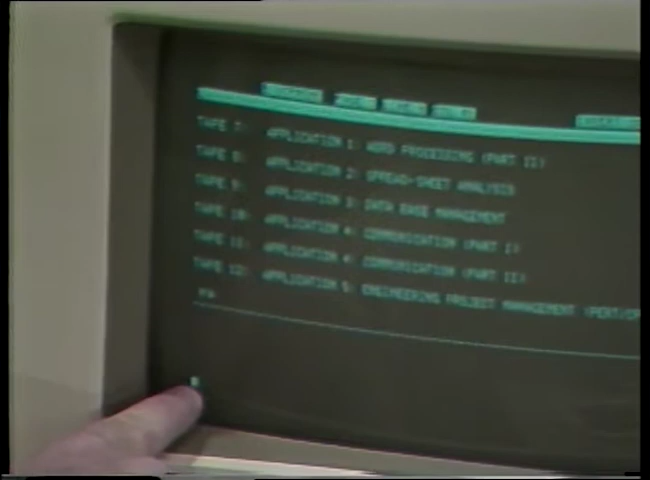 TAPE 7: APPLICATION 1: WORD PROCESSING (PART II)
TAPE 8: APPLICATION 2: SPREAD-SHEET ANALYSIS
TAPE 9: APPLICATION 3: DATA BASE MANAGEMENT
TAPE 10: APPLICATION 4: COMMUNICATION (PART I)
TAPE 11: APPLICATION 4: COMMUNICATION (PART II)
TAPE 12: APPLICATION 5: ENGINEERING PROJECT MANAGEMENT (PERT/CP